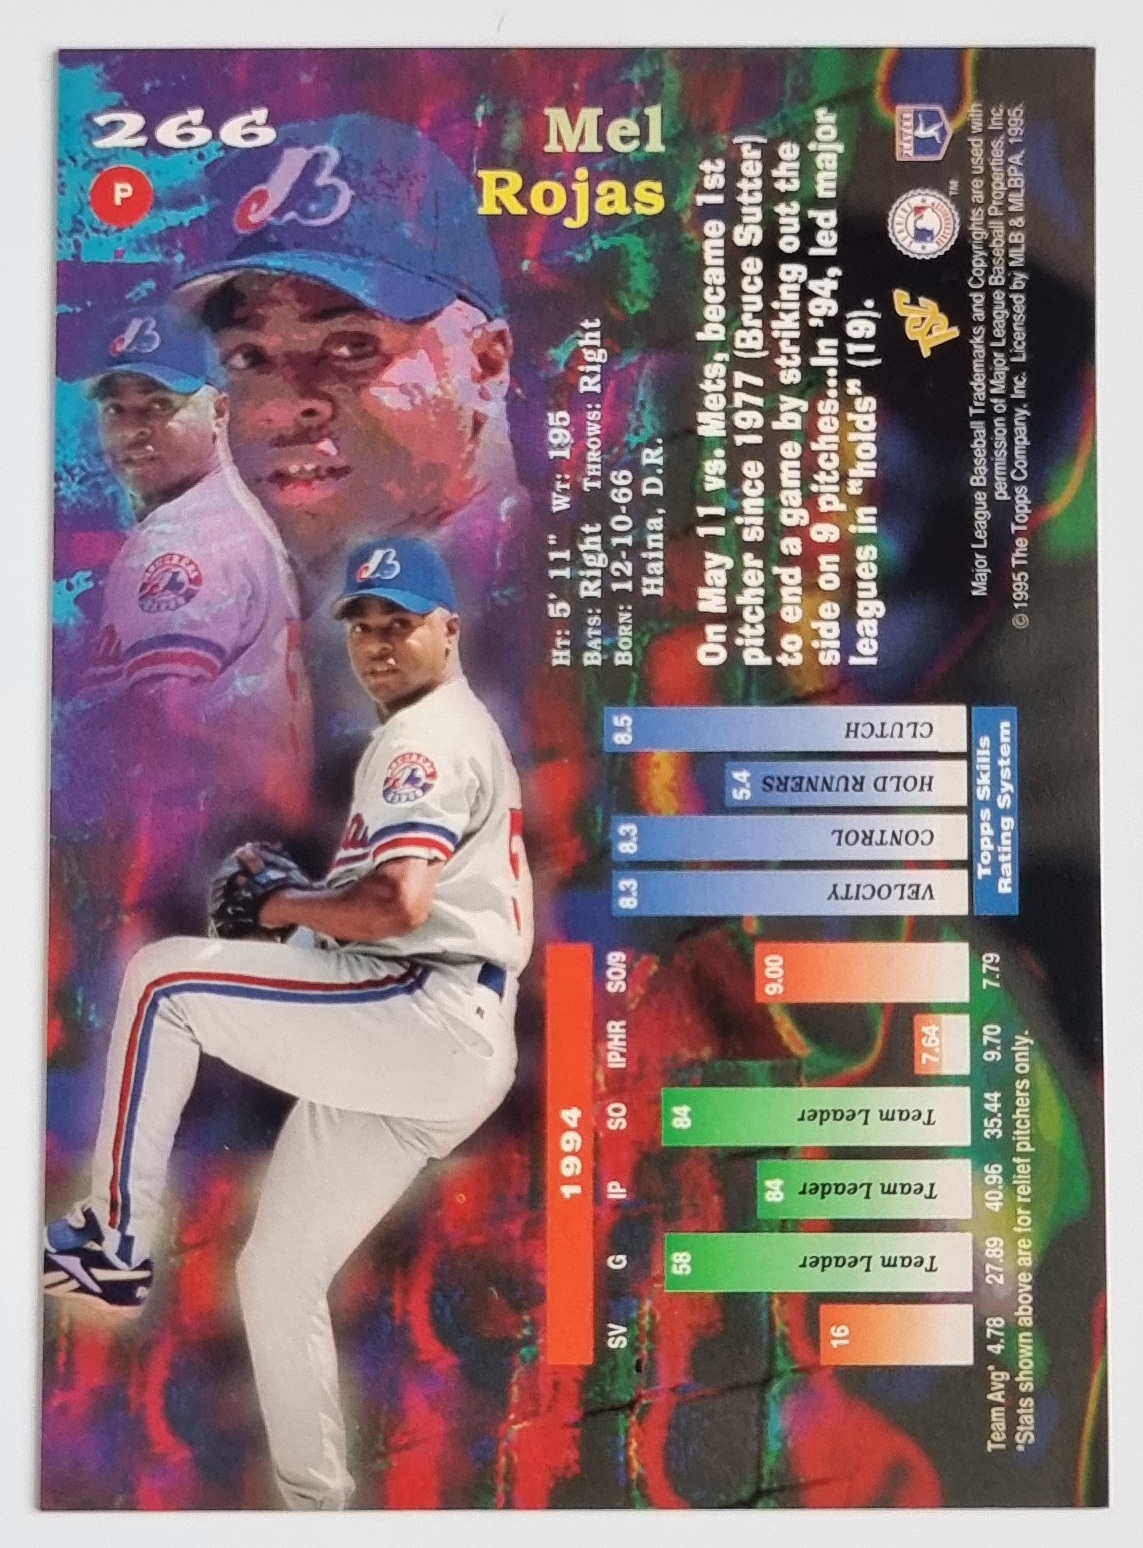 266
P
Mel
Rojas
HT: 5' 11" WT: 195
BATS: Right THROWS: Right
BORN: 12-10-66
Haina, D.R.
On May 11 vs. Mets, became 1st
pitcher since 1977 (Bruce Sutter)
to end a game by striking out the
side on 9 pitches...In '94, led major
leagues in "holds" (19).
1994
SV G IP SO IP/HR SO/9
16 58 84 84 7.64 9.00
Team Leader
Team Leader
Team Leader
Team Avg* 4.78 27.89 40.96 35.44 9.70 7.79
*Stats shown above are for relief pitchers only.
8.3 8.3 5.4 8.5
VELOCITY
CONTROL
HOLD RUNNERS
CLUTCH
Topps Skills
Rating System
TSC
TM
Major League Baseball Trademarks and Copyrights are used with
permission of Major League Baseball Properties, Inc.
© 1995 The Topps Company, Inc. Licensed by MLB & MLBPA, 1995.